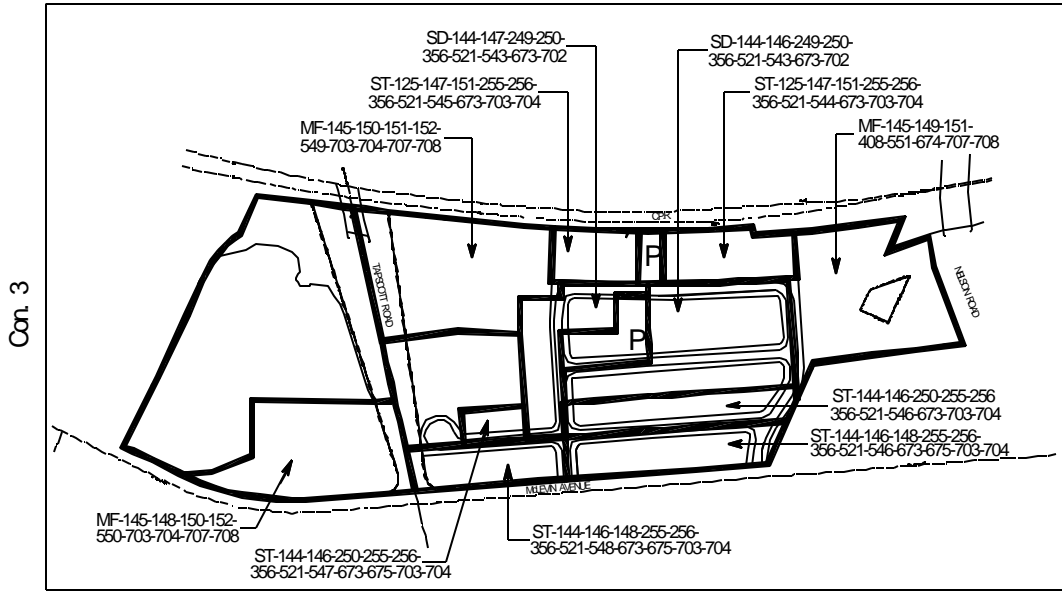 SD-144-147-249-250-
356-521-543-673-702
SD-144-146-249-250-
356-521-543-673-702
ST-125-147-151-255-256-
356-521-545-673-703-704
ST-125-147-151-255-256-
356-521-544-673-703-704
MF-145-150-151-152-
549-703-704-707-708
MF-145-149-151-
408-551-674-707-708
CPR
P
TAPSCOTT ROAD
NELSON ROAD
Con. 3
P
ST-144-146-250-255-256
356-521-546-673-703-704
ST-144-146-148-255-256-
356-521-546-673-675-703-704
McLEVIN AVENUE
MF-145-148-150-152-
550-703-704-707-708
ST-144-146-148-255-256-
356-521-548-673-675-703-704
ST-144-146-250-255-256-
356-521-547-673-675-703-704